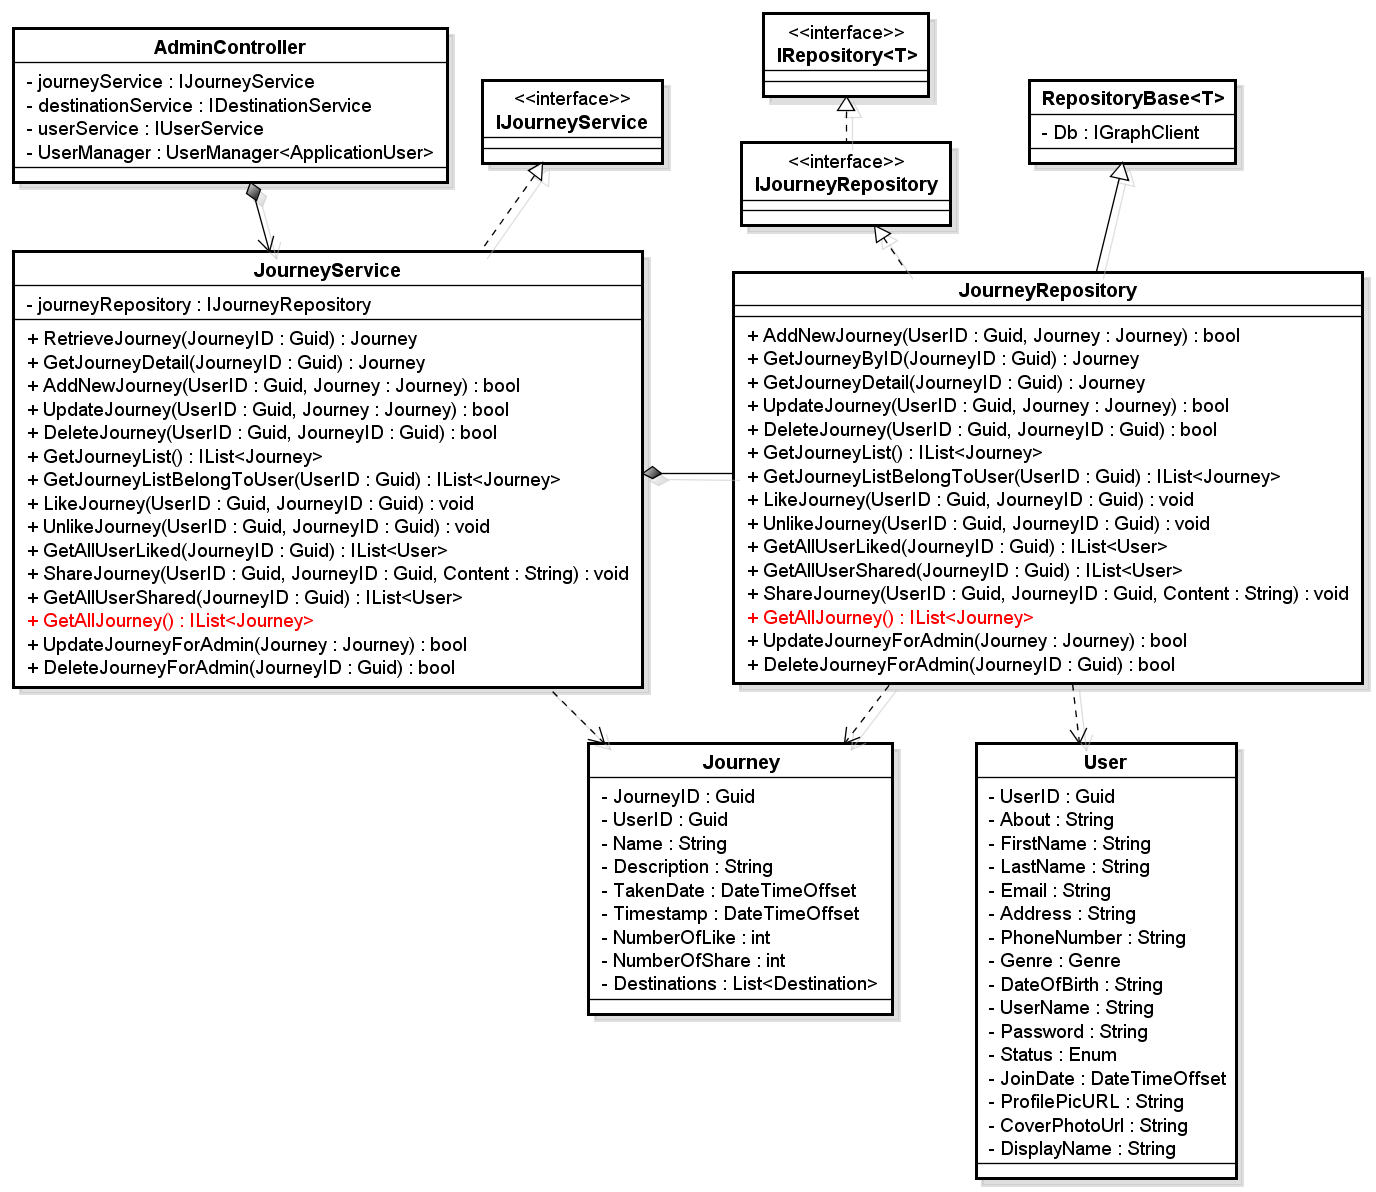 AdminController
- journeyService : IJourneyService
- destinationService : IDestinationService
- userService : IUserService
- UserManager : UserManager<ApplicationUser>
<<interface>>
IJourneyService
<<interface>>
IRepository<T>
<<interface>>
IJourneyRepository
RepositoryBase<T>
- Db : IGraphClient
JourneyService
- journeyRepository : IJourneyRepository
+ RetrieveJourney(JourneyID : Guid) : Journey
+ GetJourneyDetail(JourneyID : Guid) : Journey
+ AddNewJourney(UserID : Guid, Journey : Journey) : bool
+ UpdateJourney(UserID : Guid, Journey : Journey) : bool
+ DeleteJourney(UserID : Guid, JourneyID : Guid) : bool
+ GetJourneyList() : IList<Journey>
+ GetJourneyListBelongToUser(UserID : Guid) : IList<Journey>
+ LikeJourney(UserID : Guid, JourneyID : Guid) : void
+ UnlikeJourney(UserID : Guid, JourneyID : Guid) : void
+ GetAllUserLiked(JourneyID : Guid) : IList<User>
+ ShareJourney(UserID : Guid, JourneyID : Guid, Content : String) : void
+ GetAllUserShared(JourneyID : Guid) : IList<User>
+ GetAllJourney() : IList<Journey>
+ UpdateJourneyForAdmin(Journey : Journey) : bool
+ DeleteJourneyForAdmin(JourneyID : Guid) : bool
JourneyRepository
+ AddNewJourney(UserID : Guid, Journey : Journey) : bool
+ GetJourneyByID(JourneyID : Guid) : Journey
+ GetJourneyDetail(JourneyID : Guid) : Journey
+ UpdateJourney(UserID : Guid, Journey : Journey) : bool
+ DeleteJourney(UserID : Guid, JourneyID : Guid) : bool
+ GetJourneyList() : IList<Journey>
+ GetJourneyListBelongToUser(UserID : Guid) : IList<Journey>
+ LikeJourney(UserID : Guid, JourneyID : Guid) : void
+ UnlikeJourney(UserID : Guid, JourneyID : Guid) : void
+ GetAllUserLiked(JourneyID : Guid) : IList<User>
+ GetAllUserShared(JourneyID : Guid) : IList<User>
+ ShareJourney(UserID : Guid, JourneyID : Guid, Content : String) : void
+ GetAllJourney() : IList<Journey>
+ UpdateJourneyForAdmin(Journey : Journey) : bool
+ DeleteJourneyForAdmin(JourneyID : Guid) : bool
Journey
- JourneyID : Guid
- UserID : Guid
- Name : String
- Description : String
- TakenDate : DateTimeOffset
- Timestamp : DateTimeOffset
- NumberOfLike : int
- NumberOfShare : int
- Destinations : List<Destination>
User
- UserID : Guid
- About : String
- FirstName : String
- LastName : String
- Email : String
- Address : String
- PhoneNumber : String
- Genre : Genre
- DateOfBirth : String
- UserName : String
- Password : String
- Status : Enum
- JoinDate : DateTimeOffset
- ProfilePicURL : String
- CoverPhotoUrl : String
- DisplayName : String